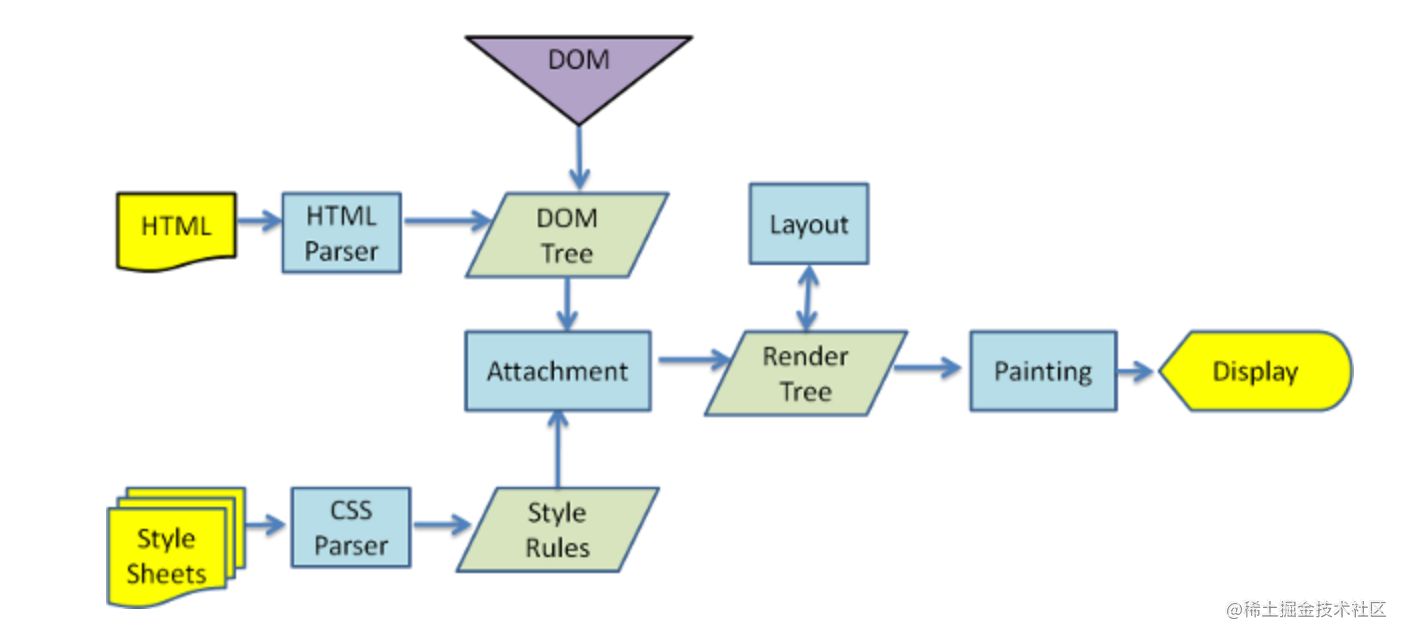 DOM
HTML
HTML
Parser
DOM
Tree
Layout
Attachment
Render
Tree
Painting
Display
Style
Sheets
CSS
Parser
Style
Rules
@稀土掘金技术社区